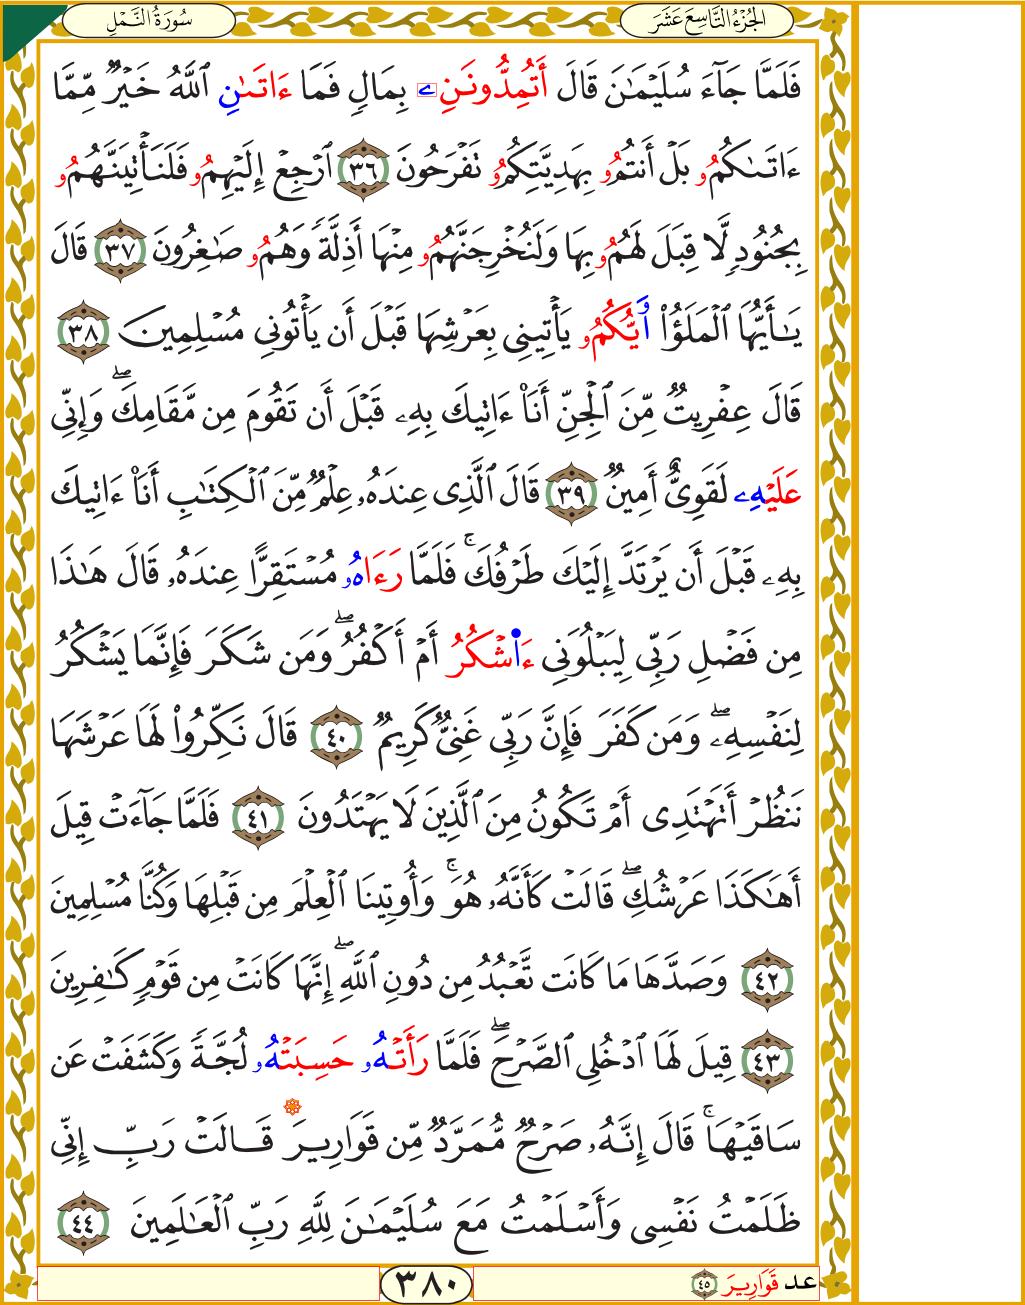 سُورَةُ النَّمْلِ
الجُزْءُ التَّاسِعَ عَشَرَ
فَلَمَّا جَآءَ سُلَيْمَٰنَ قَالَ أَتُمِدُّونَنِۦ بِمَالٍ فَمَا ءَاتَىٰنِ ٱللَّهُ خَيْرٌ مِّمَّا
ءَاتَىٰكُمُۥ بَلْ أَنتُمُۥ بِهَدِيَّتِكُمُۥ تَفْرَحُونَ ٣٦ ٱرْجِعْ إِلَيْهِمُۥ فَلَنَأْتِيَنَّهُمُۥ
بِجُنُودٍ لَّا قِبَلَ لَهُمُۥ بِهَا وَلَنُخْرِجَنَّهُمُۥ مِنْهَا أَذِلَّةً وَهُمُۥ صَٰغِرُونَ ٣٧ قَالَ
يَٰٓأَيُّهَا ٱلْمَلَؤُا۟ اَ۬يُّكُمُۥ يَأْتِينِى بِعَرْشِهَا قَبْلَ أَن يَأْتُونِى مُسْلِمِينَ ٣٨
قَالَ عِفْرِيتٌ مِّنَ ٱلْجِنِّ أَنَا۠ ءَاتِيكَ بِهِۦ قَبْلَ أَن تَقُومَ مِن مَّقَامِكَۖ وَإِنِّى
عَلَيْهِۦ لَقَوِىٌّ أَمِينٌ ٣٩ قَالَ ٱلَّذِى عِندَهُۥ عِلْمٌ مِّنَ ٱلْكِتَٰبِ أَنَا۠ ءَاتِيكَ
بِهِۦ قَبْلَ أَن يَرْتَدَّ إِلَيْكَ طَرْفُكَۚ فَلَمَّا رَءَاهُۥ مُسْتَقِرًّا عِندَهُۥ قَالَ هَٰذَا
مِن فَضْلِ رَبِّى لِيَبْلُوَنِى ءَا۬شْكُرُ أَمْ أَكْفُرُۖ وَمَن شَكَرَ فَإِنَّمَا يَشْكُرُ
لِنَفْسِهِۦۖ وَمَن كَفَرَ فَإِنَّ رَبِّى غَنِىٌّ كَرِيمٌ ٤٠ قَالَ نَكِّرُوا۟ لَهَا عَرْشَهَا
نَنظُرْ أَتَهْتَدِى أَمْ تَكُونُ مِنَ ٱلَّذِينَ لَا يَهْتَدُونَ ٤١ فَلَمَّا جَآءَتْ قِيلَ
أَهَٰكَذَا عَرْشُكِۖ قَالَتْ كَأَنَّهُۥ هُوَۚ وَأُوتِينَا ٱلْعِلْمَ مِن قَبْلِهَا وَكُنَّا مُسْلِمِينَ
٤٢ وَصَدَّهَا مَا كَانَت تَّعْبُدُ مِن دُونِ ٱللَّهِۖ إِنَّهَا كَانَتْ مِن قَوْمٍ كَٰفِرِينَ
٤٣ قِيلَ لَهَا ٱدْخُلِى ٱلصَّرْحَۖ فَلَمَّا رَأَتْهُۥ حَسِبَتْهُۥ لُجَّةً وَكَشَفَتْ عَن
سَاقَيْهَاۚ قَالَ إِنَّهُۥ صَرْحٌ مُّمَرَّدٌ مِّن قَوَارِيرَ قَالَتْ رَبِّ إِنِّى
ظَلَمْتُ نَفْسِى وَأَسْلَمْتُ مَعَ سُلَيْمَٰنَ لِلَّهِ رَبِّ ٱلْعَٰلَمِينَ ٤٤
عد قَوَارِيرَ ٤٥
٣٨٠